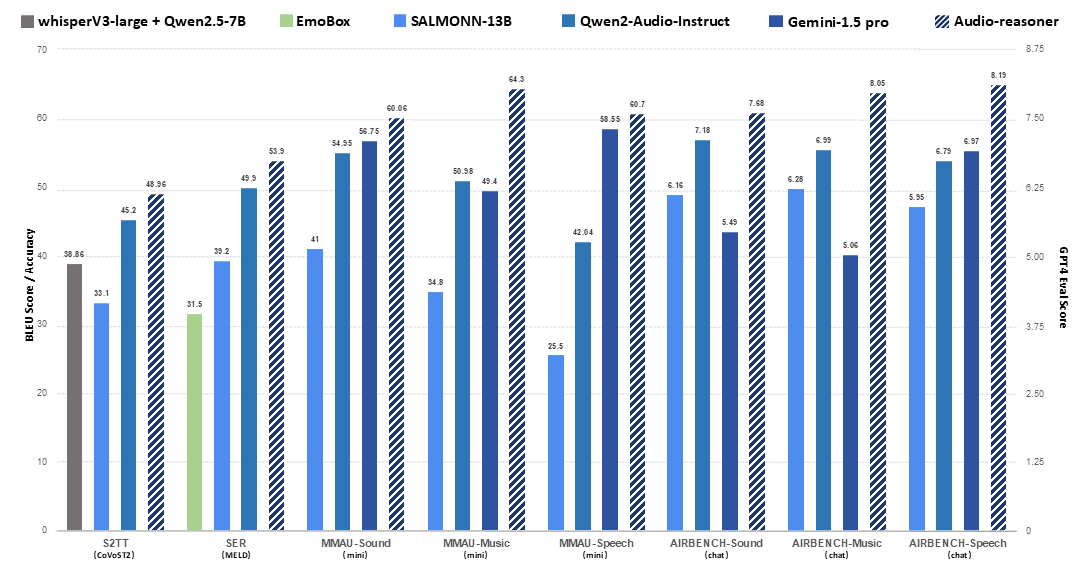 whisperV3-large + Qwen2.5-7B EmoBox SALMONN-13B Qwen2-Audio-Instruct Gemini-1.5 pro Audio-reasoner
BLEU Score / Accuracy
70
60
50
40
30
20
10
0
38.86
33.1
45.2
48.96
31.5
39.2
49.9
53.9
41
54.95
56.75
60.06
34.8
50.98
49.4
64.3
25.5
42.04
58.55
60.7
6.16
7.18
5.49
7.68
6.28
6.99
5.06
8.05
5.95
6.79
6.97
8.19
8.75
7.50
6.25
5.00
3.75
2.50
1.25
0
GPT4 Eval Score
S2TT
(CoVoST2)
SER
(MELD)
MMAU-Sound
(mini)
MMAU-Music
(mini)
MMAU-Speech
(mini)
AIRBENCH-Sound
(chat)
AIRBENCH-Music
(chat)
AIRBENCH-Speech
(chat)